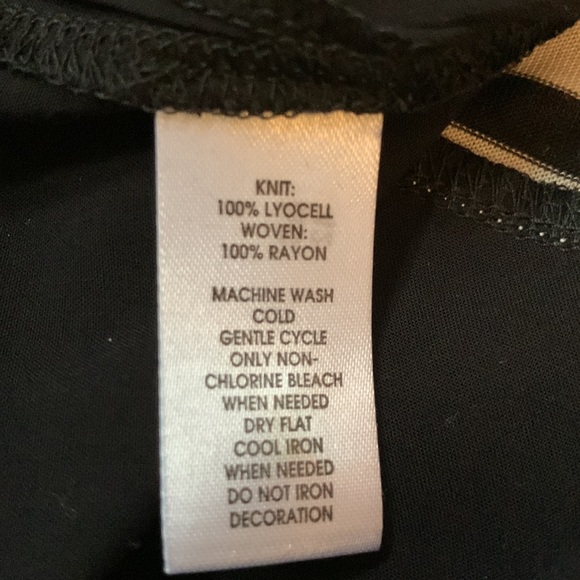 KNIT:
100% LYOCELL
WOVEN:
100% RAYON
MACHINE WASH
COLD
GENTLE CYCLE
ONLY NON-
CHLORINE BLEACH
WHEN NEEDED
DRY FLAT
COOL IRON
WHEN NEEDED
DO NOT IRON
DECORATION